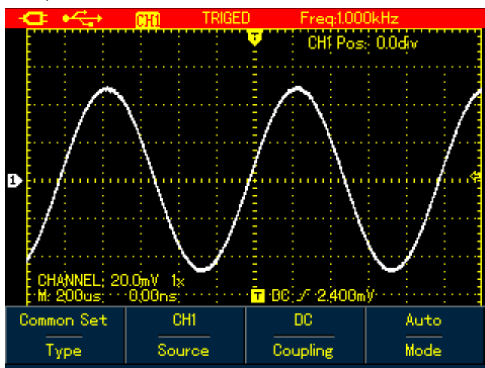 CH1 TRIGED Freq:1.000kHz
T
CH1 Pos: 0.0div
1
CHANNEL; 20.0mV 1x
M: 200us; 0.00ns; T DC; 2.400mV
Common Set CH1 DC Auto
Type Source Coupling Mode